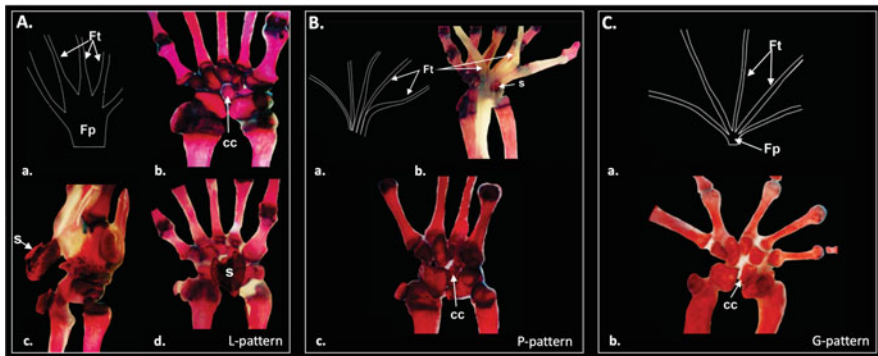 A.
a.
Ft
Fp
b.
cc
c.
S
d.
S
L-pattern
B.
a.
Ft
b.
S
c.
cc
P-pattern
C.
a.
Ft
Fp
b.
cc
G-pattern